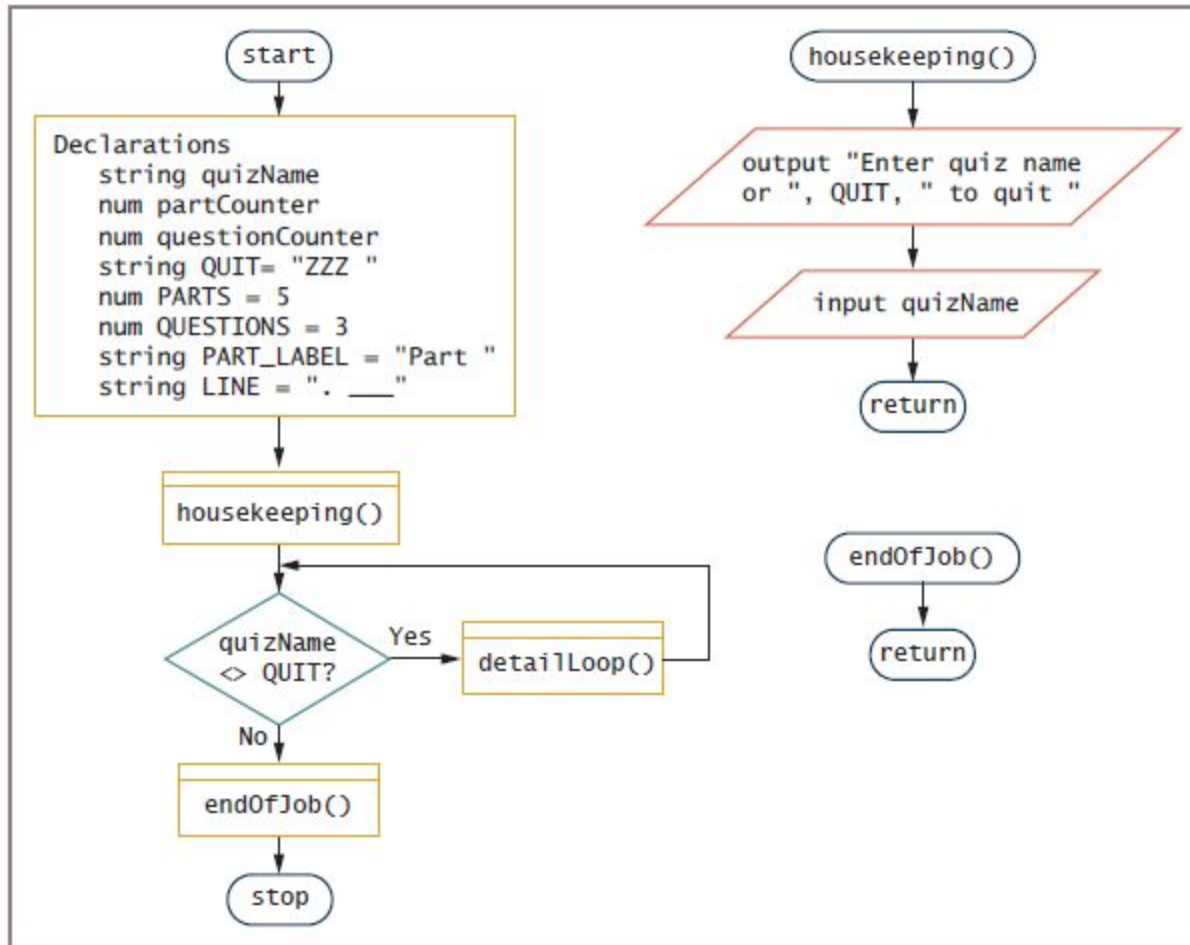 start
Declarations
string quizName
num partCounter
num questionCounter
string QUIT= "ZZZ "
num PARTS = 5
num QUESTIONS = 3
string PART_LABEL = "Part "
string LINE = ". ___"
housekeeping()
quizName
<> QUIT?
Yes
detailLoop()
No
endOfJob()
stop
housekeeping()
output "Enter quiz name
or ", QUIT, " to quit "
input quizName
return
endOfJob()
return